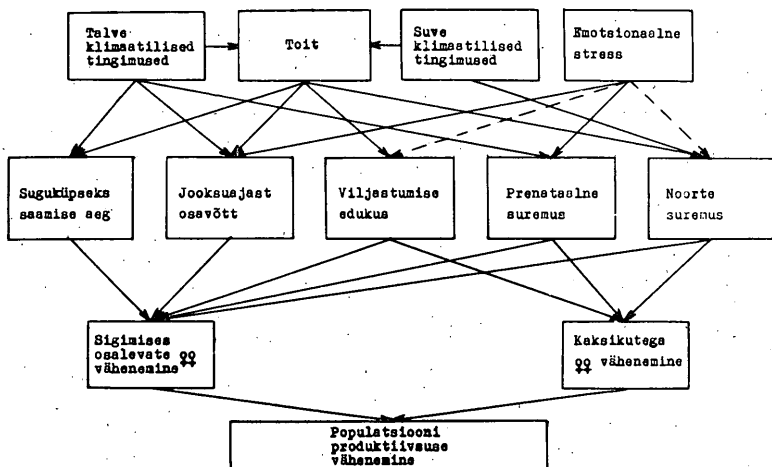 Talve
klimaatilised
tingimused
Toit
Suve
klimaatilised
tingimused
Emotsionaalne
stress
Suguküpseks
saamise aeg
Jooksuajast
osavõtt
Viljastumise
edukus
Prenataalne
suremus
Noorte
suremus
Sigimises
osalevate ♀♀
vähenemine
Kaksikutega
♀♀ vähenemine
Populatsiooni
produktiivsuse
vähenemine